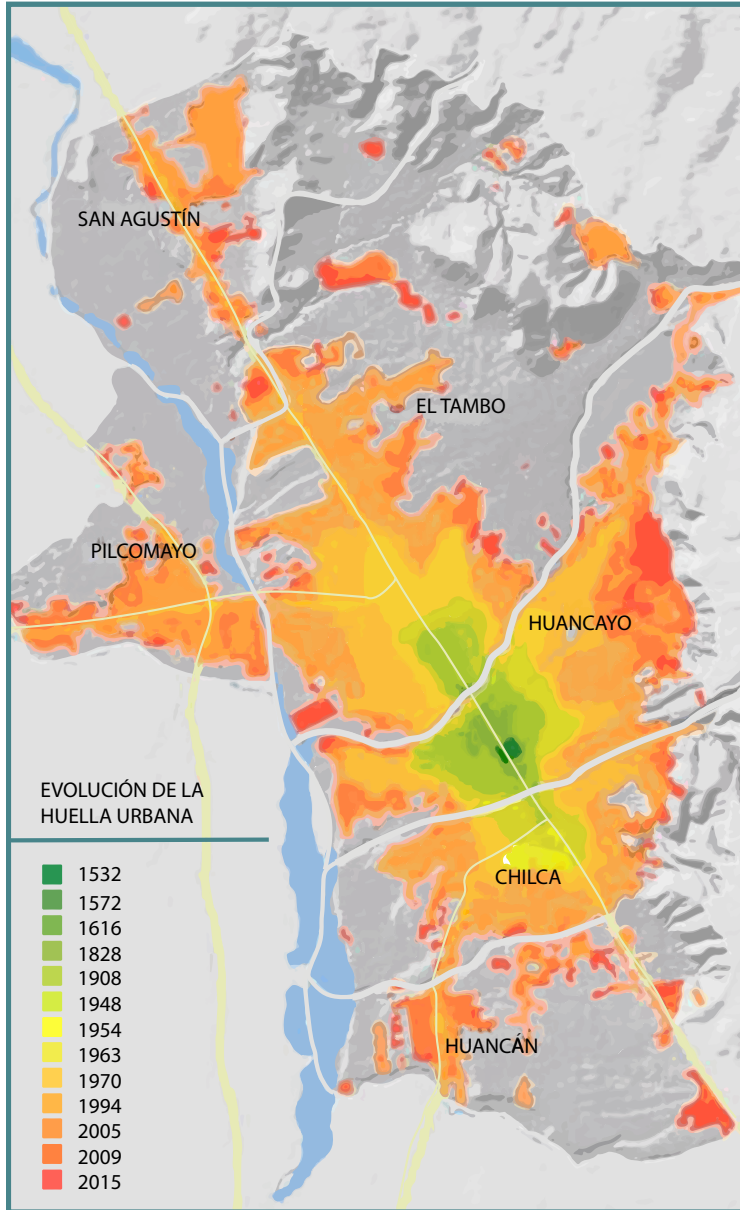 SAN AGUSTÍN
EL TAMBO
PILCOMAYO
HUANCAYO
EVOLUCIÓN DE LA
HUELLA URBANA
CHILCA
HUANCÁN
1532
1572
1616
1828
1908
1948
1954
1963
1970
1994
2005
2009
2015